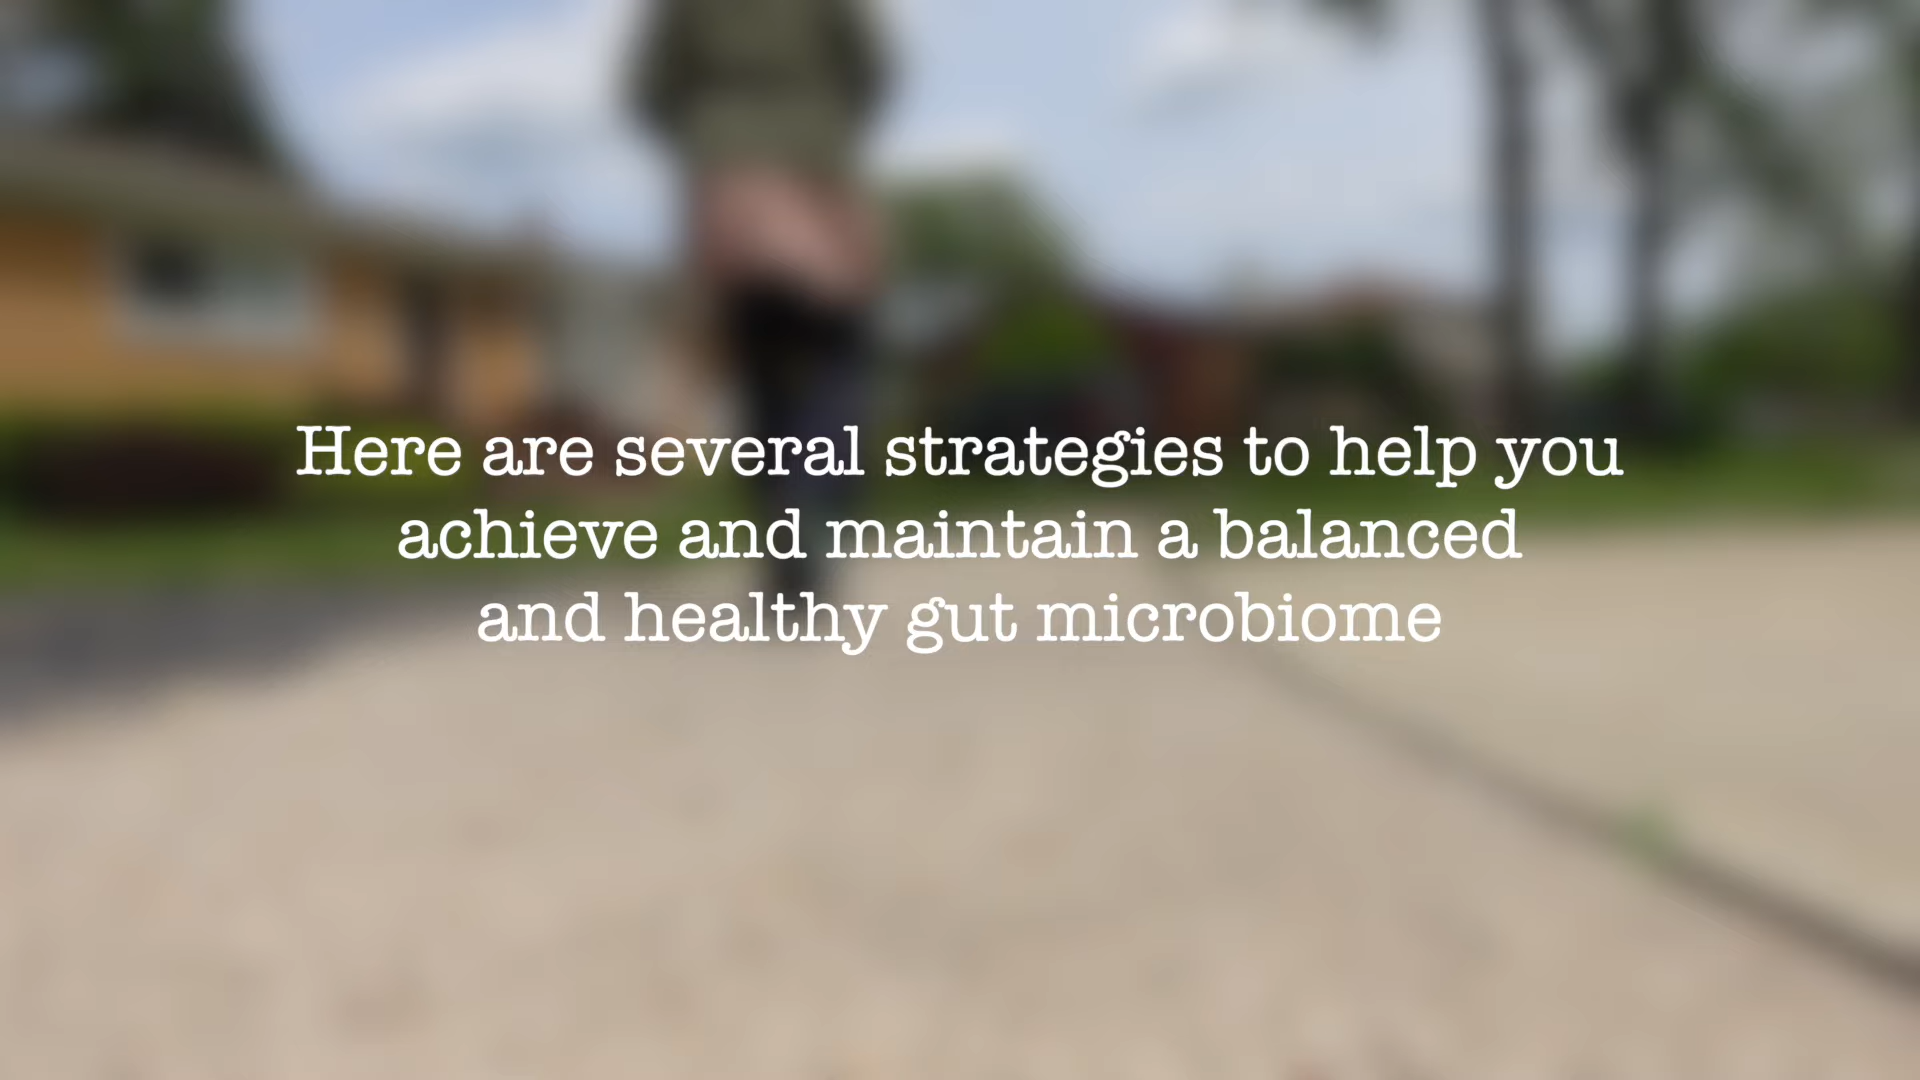 Here are several strategies to help you
achieve and maintain a balanced
and healthy gut microbiome